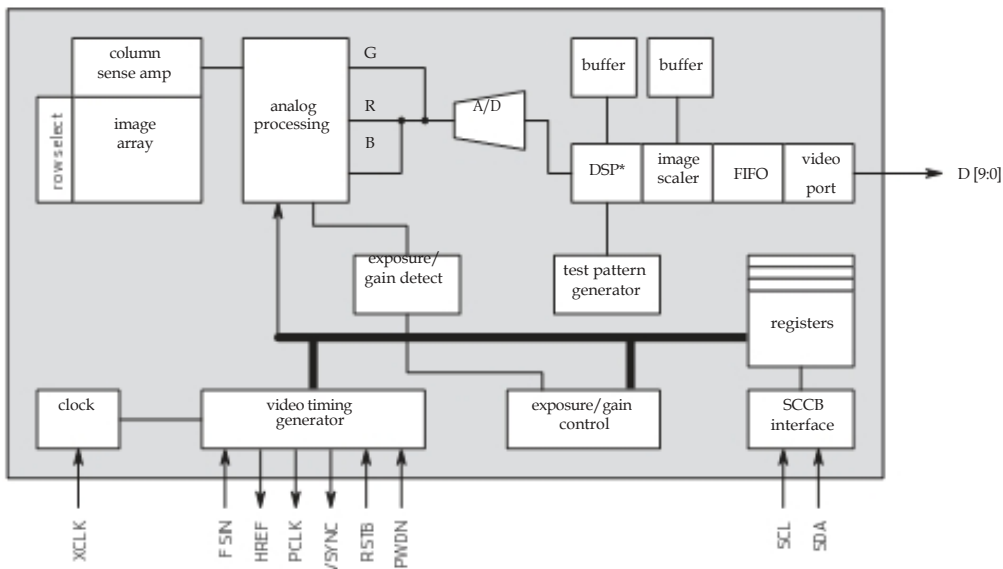 column
sense amp
row select
image
array
analog
processing
G
R
B
A/D
buffer
buffer
DSP*
image
scaler
FIFO
video
port
D [9:0]
exposure/
gain detect
test pattern
generator
registers
clock
video timing
generator
exposure/gain
control
SCCB
interface
XCLK
FSIN
HREF
PCLK
VSYNC
RSTB
PWDN
SCL
SDA